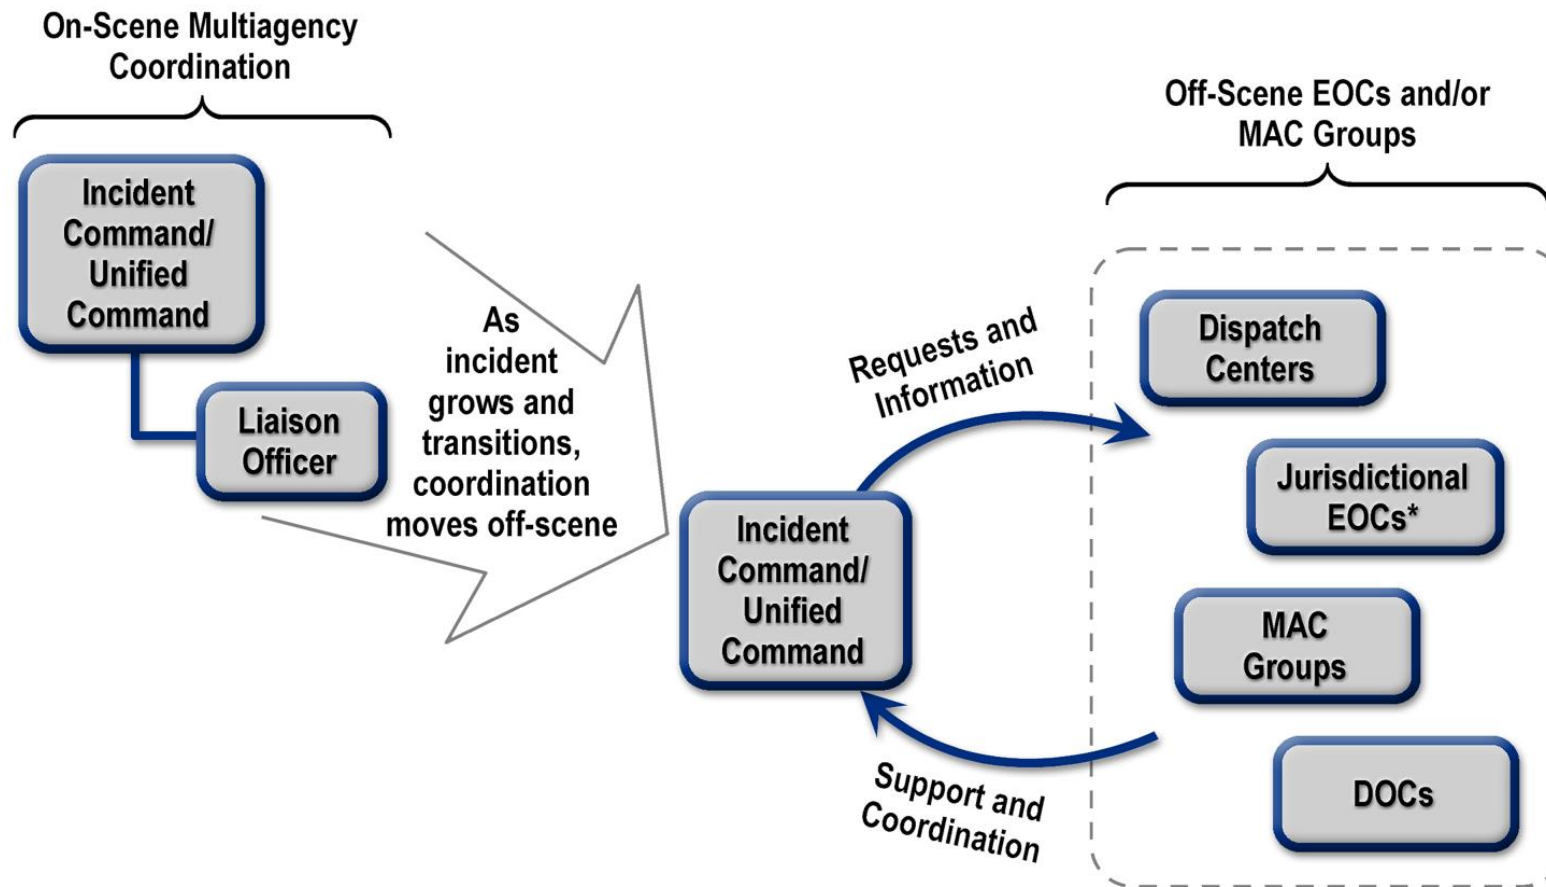 On-Scene Multiagency
Coordination
Incident
Command/
Unified
Command
Liaison
Officer
As
incident
grows and
transitions,
coordination
moves off-scene
Incident
Command/
Unified
Command
Requests and
Information
Support and
Coordination
Off-Scene EOCs and/or
MAC Groups
Dispatch
Centers
Jurisdictional
EOCs*
MAC
Groups
DOCs